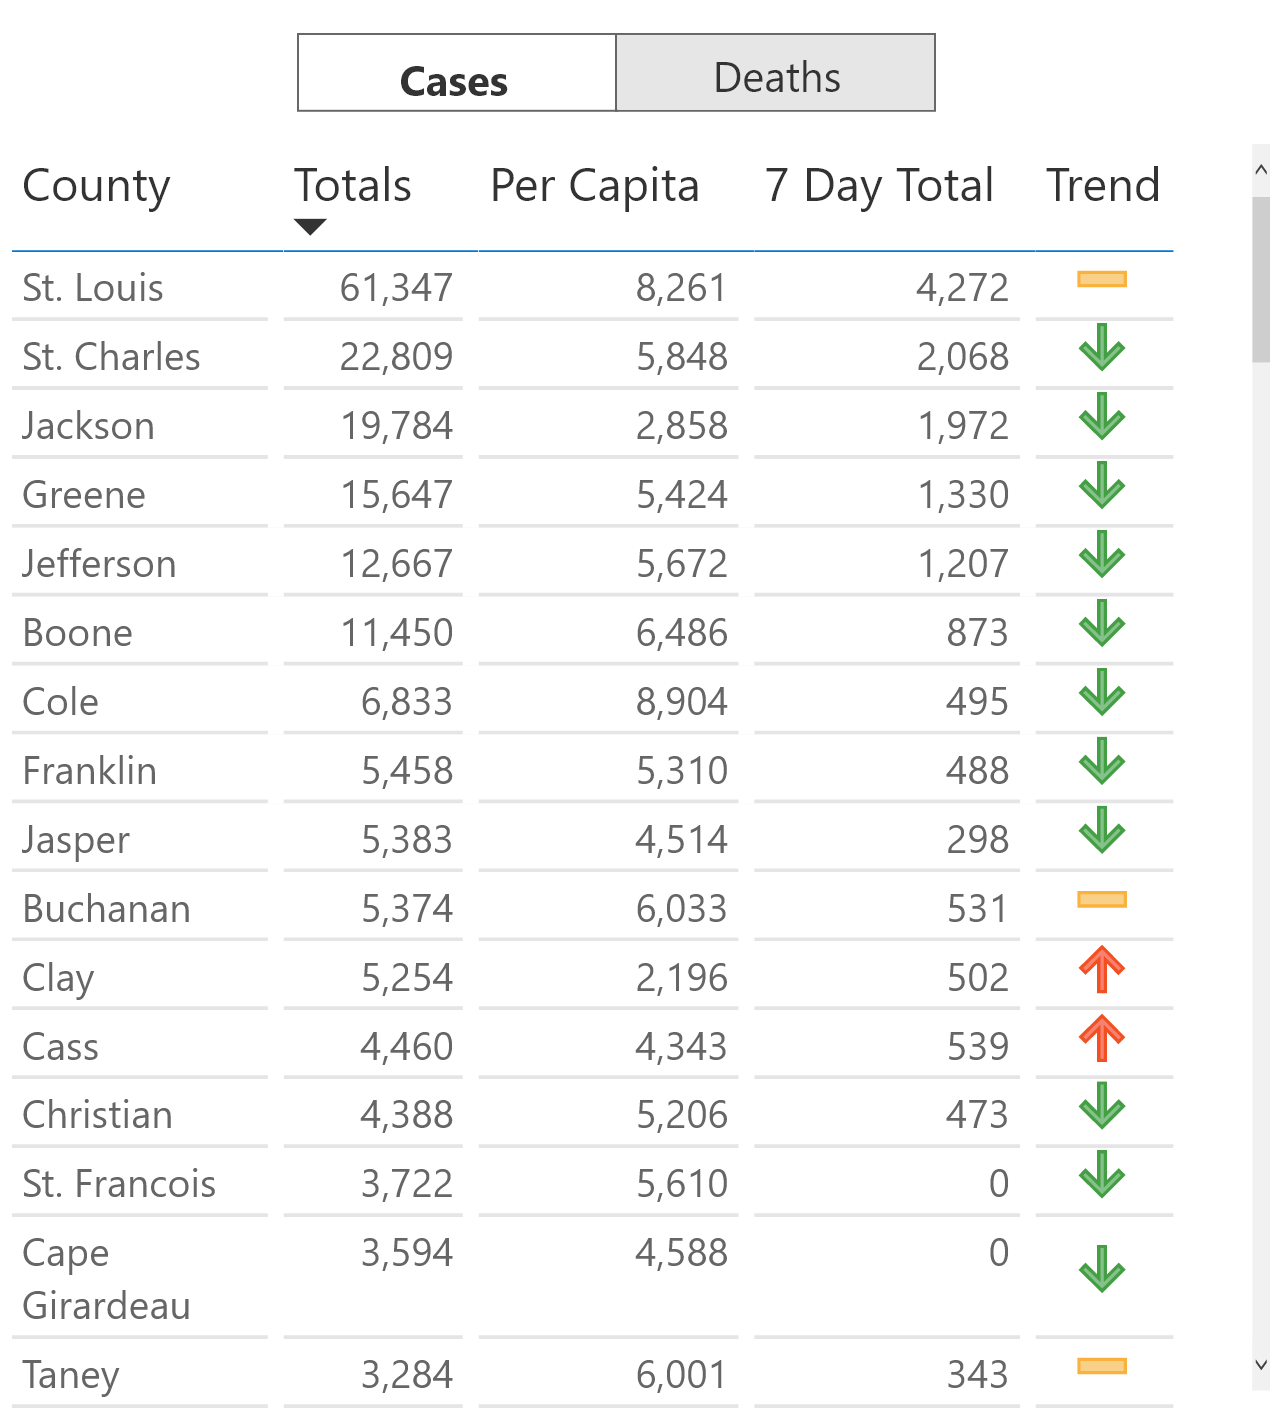 Cases Deaths
County Totals Per Capita 7 Day Total Trend
St. Louis 61,347 8,261 4,272
St. Charles 22,809 5,848 2,068
Jackson 19,784 2,858 1,972
Greene 15,647 5,424 1,330
Jefferson 12,667 5,672 1,207
Boone 11,450 6,486 873
Cole 6,833 8,904 495
Franklin 5,458 5,310 488
Jasper 5,383 4,514 298
Buchanan 5,374 6,033 531
Clay 5,254 2,196 502
Cass 4,460 4,343 539
Christian 4,388 5,206 473
St. Francois 3,722 5,610 0
Cape 3,594 4,588 0
Girardeau
Taney 3,284 6,001 343